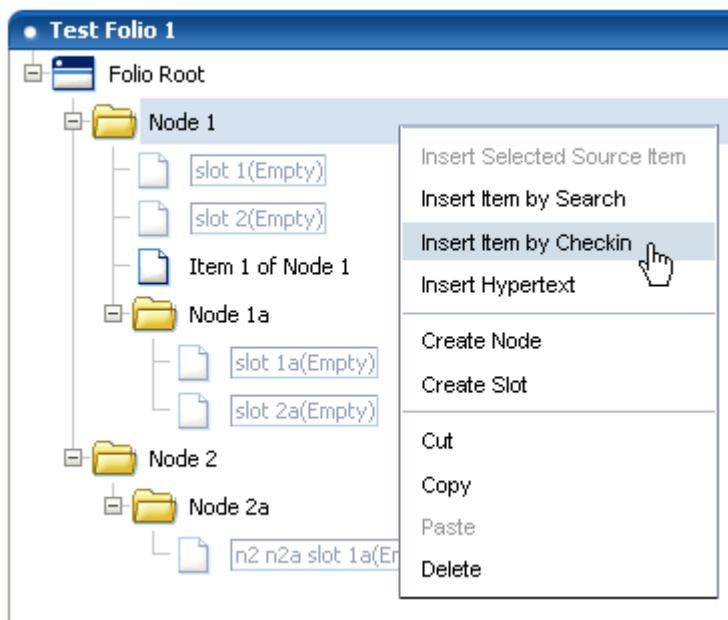 Test Folio 1
Folio Root
Node 1
slot 1(Empty)
slot 2(Empty)
Item 1 of Node 1
Node 1a
slot 1a(Empty)
slot 2a(Empty)
Node 2
Node 2a
n2 n2a slot 1a(Er
Insert Selected Source Item
Insert Item by Search
Insert Item by Checkin
Insert Hypertext
Create Node
Create Slot
Cut
Copy
Paste
Delete